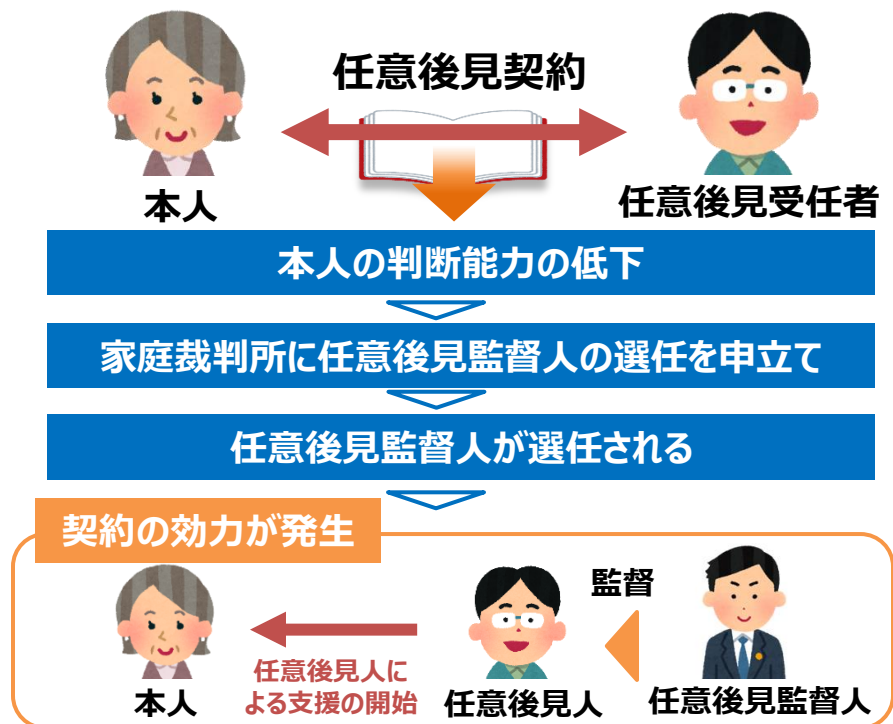 任意後見契約
本人
任意後見受任者
本人の判断能力の低下
家庭裁判所に任意後見監督人の選任を申立て
任意後見監督人が選任される
契約の効力が発生
監督
任意後見人に
よる支援の開始
本人
任意後見人
任意後見監督人